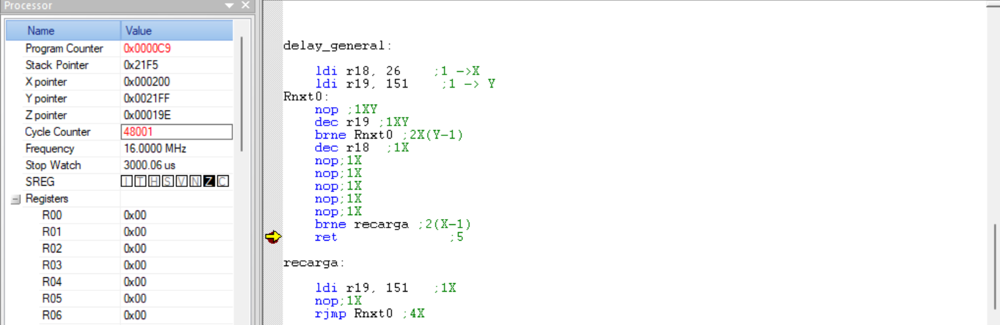 Processor
Name Value
Program Counter 0x0000C9
Stack Pointer 0x21F5
X pointer 0x000200
Y pointer 0x0021FF
Z pointer 0x00019E
Cycle Counter 48001
Frequency 16.0000 MHz
Stop Watch 3000.06 us
SREG I T H S V N Z C
Registers
R00 0x00
R01 0x00
R02 0x00
R03 0x00
R04 0x00
R05 0x00
R06 0x00
delay_general:
ldi r18, 26 ;1 ->X
ldi r19, 151 ;1 -> Y
Rnxt0:
nop ;1XY
dec r19 ;1XY
brne Rnxt0 ;2X(Y-1)
dec r18 ;1X
nop;1X
nop;1X
nop;1X
nop;1X
nop;1X
brne recarga ;2(X-1)
ret ;5
recarga:
ldi r19, 151 ;1X
nop;1X
rjmp Rnxt0 ;4X